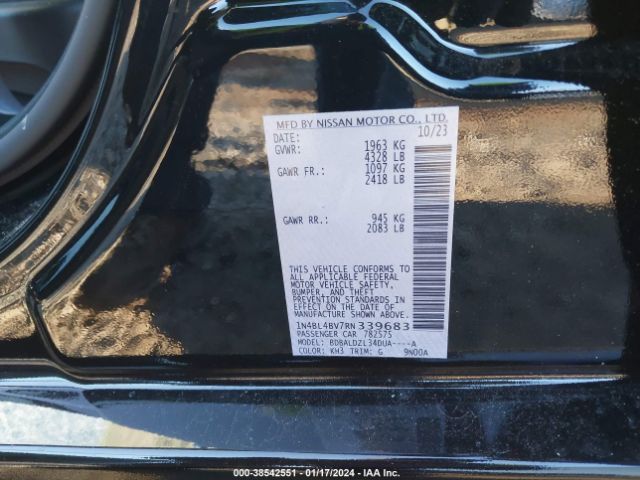 MFD BY NISSAN MOTOR CO., LTD.
DATE: 10/23
GVWR: 1963 KG
4328 LB
GAWR FR.: 1097 KG
2418 LB
GAWR RR.: 945 KG
2083 LB
THIS VEHICLE CONFORMS TO
ALL APPLICABLE FEDERAL
MOTOR VEHICLE SAFETY,
BUMPER, AND THEFT
PREVENTION STANDARDS IN
EFFECT ON THE DATE OF
MANUFACTURE SHOWN ABOVE.
1N4BL4BV7RN339683
PASSENGER CAR 782575
MODEL: BDBALDZL34DUA----A
COLOR: KH3 TRIM: G 9N00A
000-38542551 - 01/17/2024 - IAA Inc.